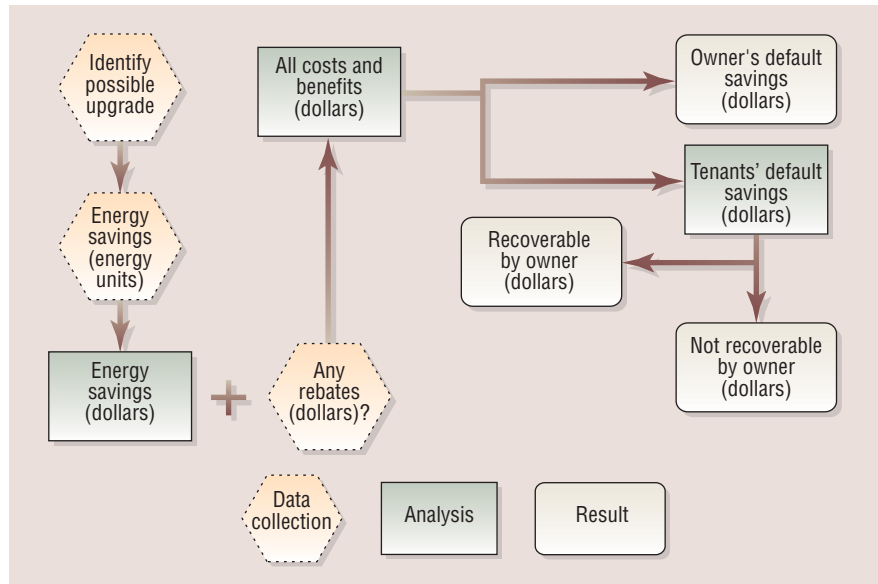 Identify
possible
upgrade
Energy
savings
(energy
units)
Energy
savings
(dollars)
+
Any
rebates
(dollars)?
All costs and
benefits
(dollars)
Owner's default
savings
(dollars)
Tenants’ default
savings
(dollars)
Recoverable
by owner
(dollars)
Not recoverable
by owner
(dollars)
Data
collection
Analysis
Result